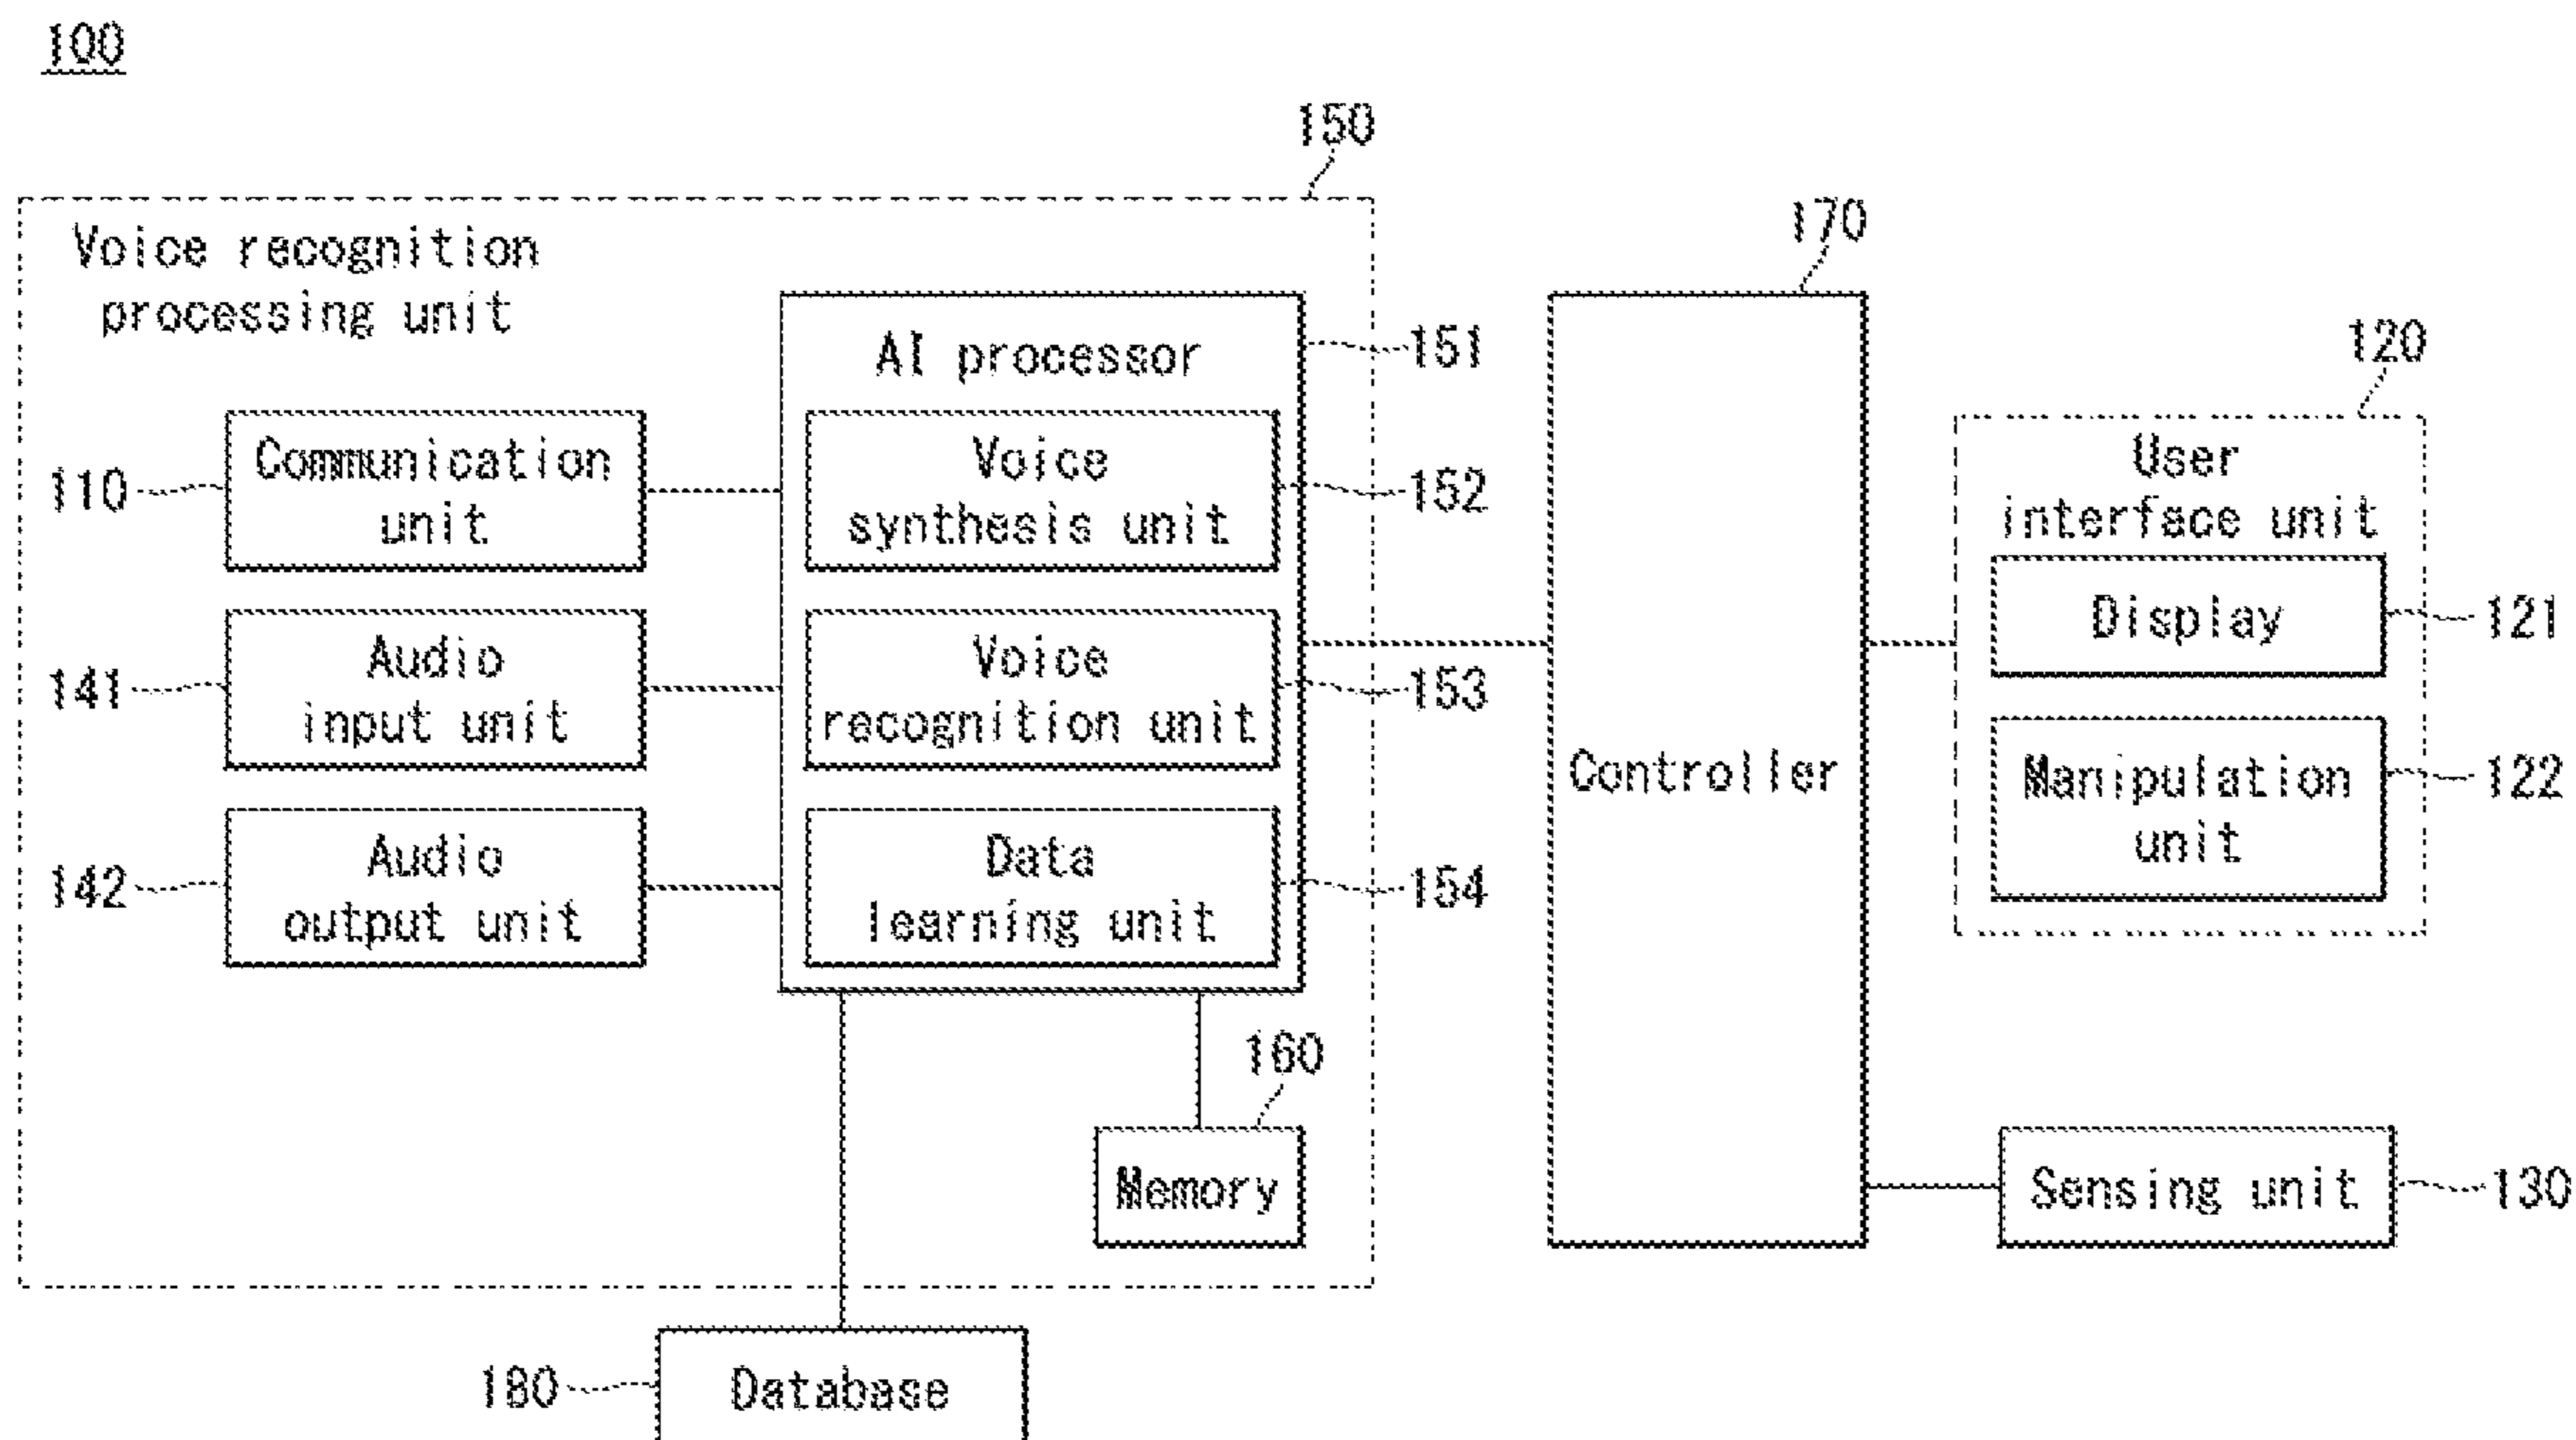 100
150
Voice recognition
processing unit
170
AI processor
151
120
110
Communication
unit
Voice
synthesis unit
152
User
interface unit
Display
121
141
Audio
input unit
Voice
recognition unit
153
Controller
Manipulation
unit
122
142
Audio
output unit
Data
learning unit
154
160
Memory
Sensing unit
130
180
Database